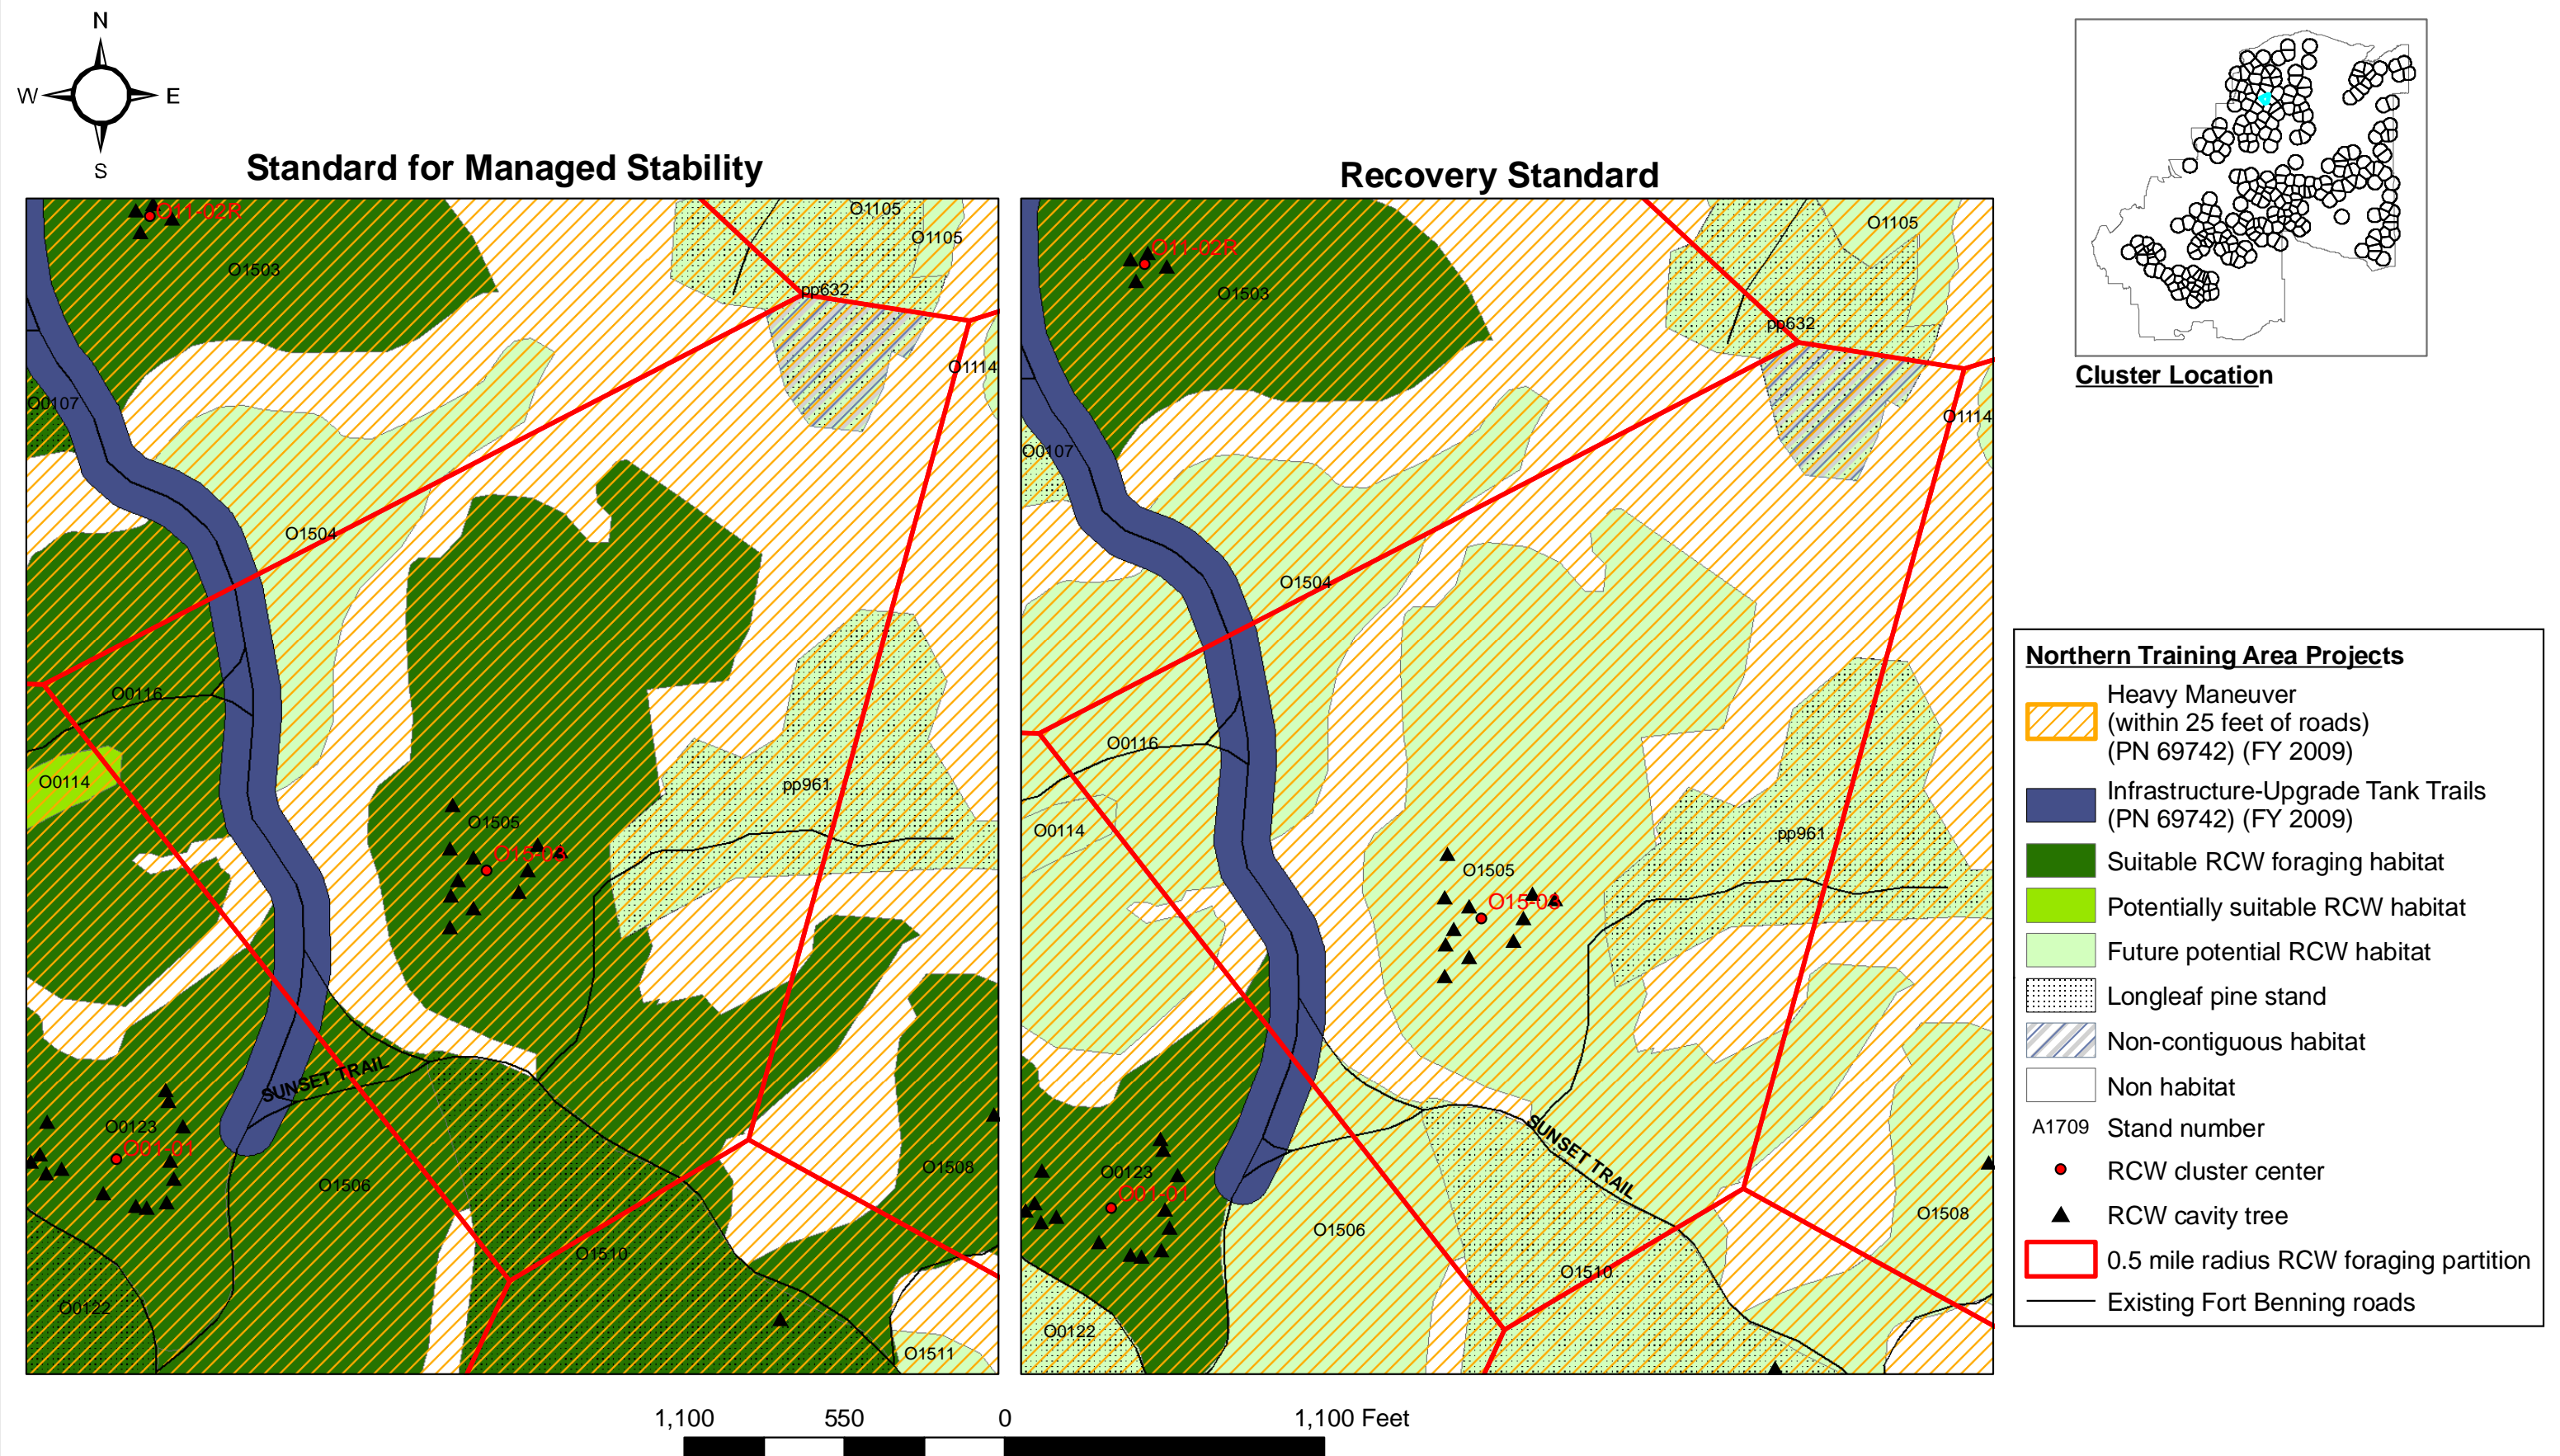 N
W E
S
Standard for Managed Stability
Recovery Standard
Cluster Location
O11-02R
O1503
O1105
O1105
pp632
O1114
O0107
O1504
O0116
O0114
pp961
O1505
O15-03
SUNSET TRAIL
O0123
O01-01
O1506
O1508
O1510
O0122
O1511
O11-02R
O1503
O1105
pp632
O1114
O0107
O1504
O0116
O0114
pp961
O1505
O15-03
SUNSET TRAIL
O0123
O01-01
O1506
O1508
O1510
O0122
Northern Training Area Projects
Heavy Maneuver
(within 25 feet of roads)
(PN 69742) (FY 2009)
Infrastructure-Upgrade Tank Trails
(PN 69742) (FY 2009)
Suitable RCW foraging habitat
Potentially suitable RCW habitat
Future potential RCW habitat
Longleaf pine stand
Non-contiguous habitat
Non habitat
A1709 Stand number
RCW cluster center
RCW cavity tree
0.5 mile radius RCW foraging partition
Existing Fort Benning roads
1,100 550 0 1,100 Feet